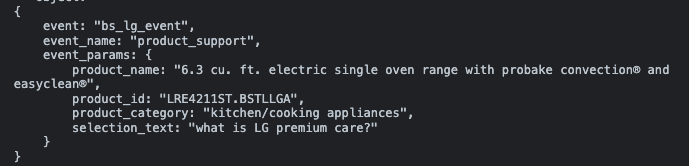 {
    event: "bs_lg_event",
    event_name: "product_support",
    event_params: {
        product_name: "6.3 cu. ft. electric single oven range with probake convection® and
easyclean®",
        product_id: "LRE4211ST.BSTLLGA",
        product_category: "kitchen/cooking appliances",
        selection_text: "what is LG premium care?"
    }
}